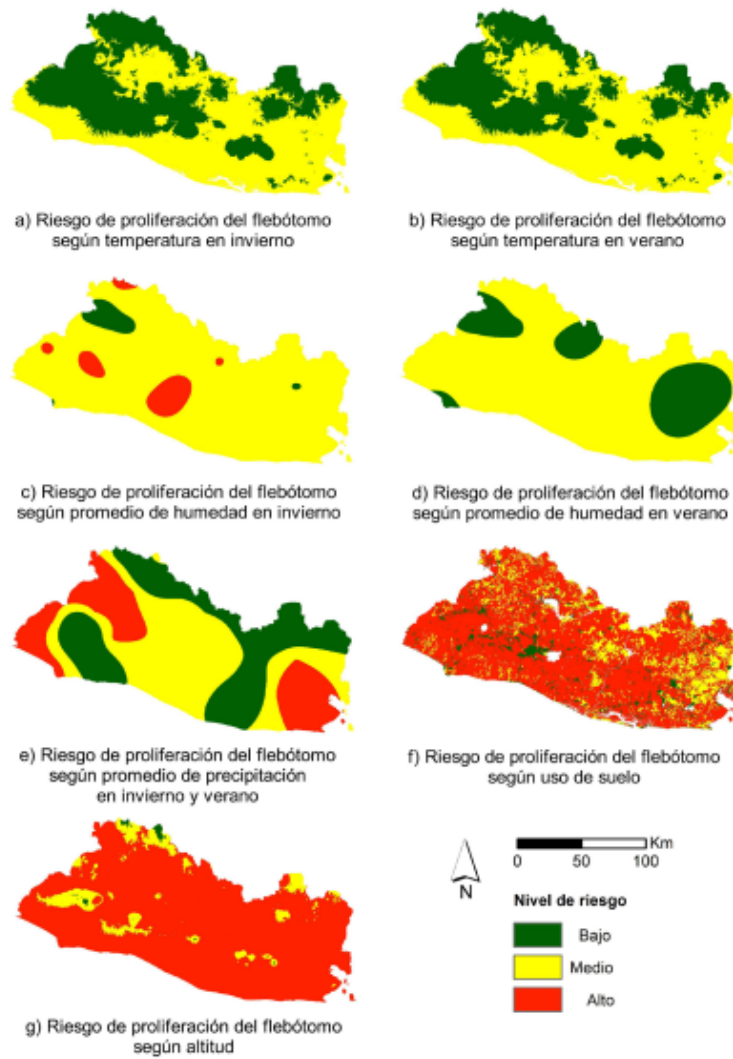 a) Riesgo de proliferación del flebótomo
según temperatura en invierno
b) Riesgo de proliferación del flebótomo
según temperatura en verano
c) Riesgo de proliferación del flebótomo
según promedio de humedad en invierno
d) Riesgo de proliferación del flebótomo
según promedio de humedad en verano
e) Riesgo de proliferación del flebótomo
según promedio de precipitación
en invierno y verano
f) Riesgo de proliferación del flebótomo
según uso de suelo
g) Riesgo de proliferación del flebótomo
según altitud
N
Km
0 50 100
Nivel de riesgo
Bajo
Medio
Alto